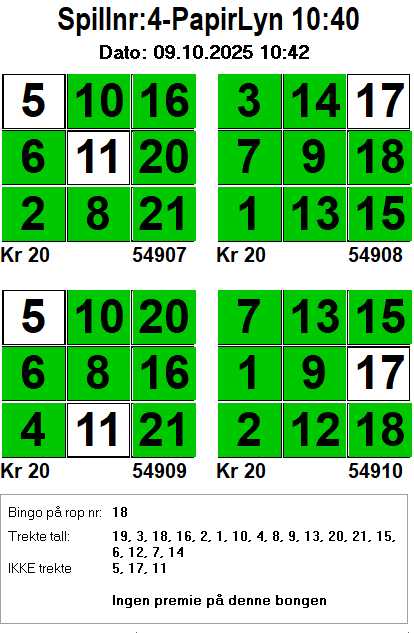 Spillnr:4-PapirLyn 10:40
Dato: 09.10.2025 10:42
5 10 16
6 11 20
2 8 21
Kr 20 54907
3 14 17
7 9 18
1 13 15
Kr 20 54908
5 10 20
6 8 16
4 11 21
Kr 20 54909
7 13 15
1 9 17
2 12 18
Kr 20 54910
Bingo på rop nr: 18
Trekte tall: 19, 3, 18, 16, 2, 1, 10, 4, 8, 9, 13, 20, 21, 15,
6, 12, 7, 14
IKKE trekte 5, 17, 11
Ingen premie på denne bongen